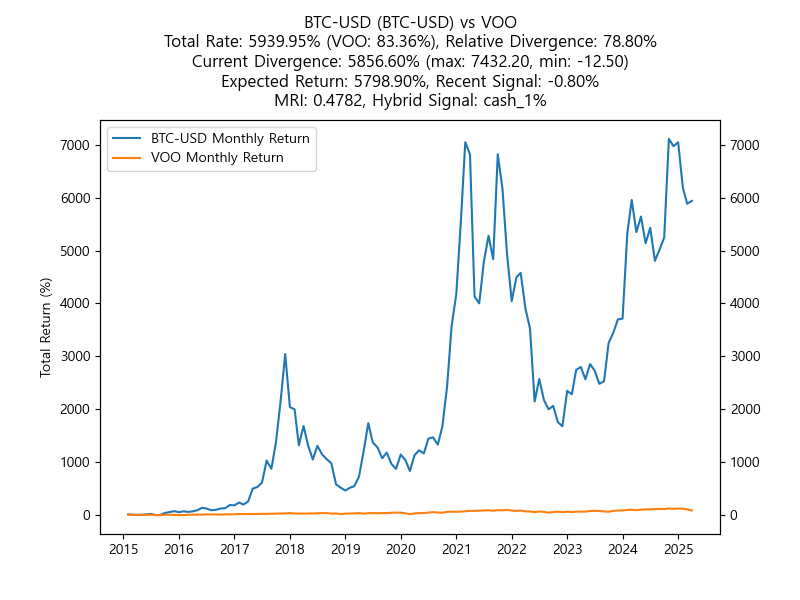 BTC-USD (BTC-USD) vs VOO
Total Rate: 5939.95% (VOO: 83.36%), Relative Divergence: 78.80%
Current Divergence: 5856.60% (max: 7432.20, min: -12.50)
Expected Return: 5798.90%, Recent Signal: -0.80%
MRI: 0.4782, Hybrid Signal: cash_1%
BTC-USD Monthly Return
VOO Monthly Return
Total Return (%)
7000
6000
5000
4000
3000
2000
1000
0
7000
6000
5000
4000
3000
2000
1000
0
2015 2016 2017 2018 2019 2020 2021 2022 2023 2024 2025